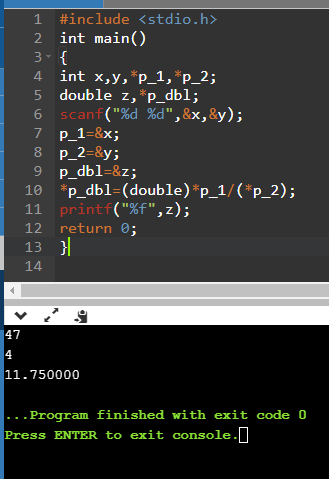 1 #include <stdio.h>
2 int main()
3 {
4 int x,y,*p_1,*p_2;
5 double z,*p_dbl;
6 scanf("%d %d",&x,&y);
7 p_1=&x;
8 p_2=&y;
9 p_dbl=&z;
10 *p_dbl=(double)*p_1/(*p_2);
11 printf("%f",z);
12 return 0;
13 }
14
47
4
11.750000
...Program finished with exit code 0
Press ENTER to exit console.